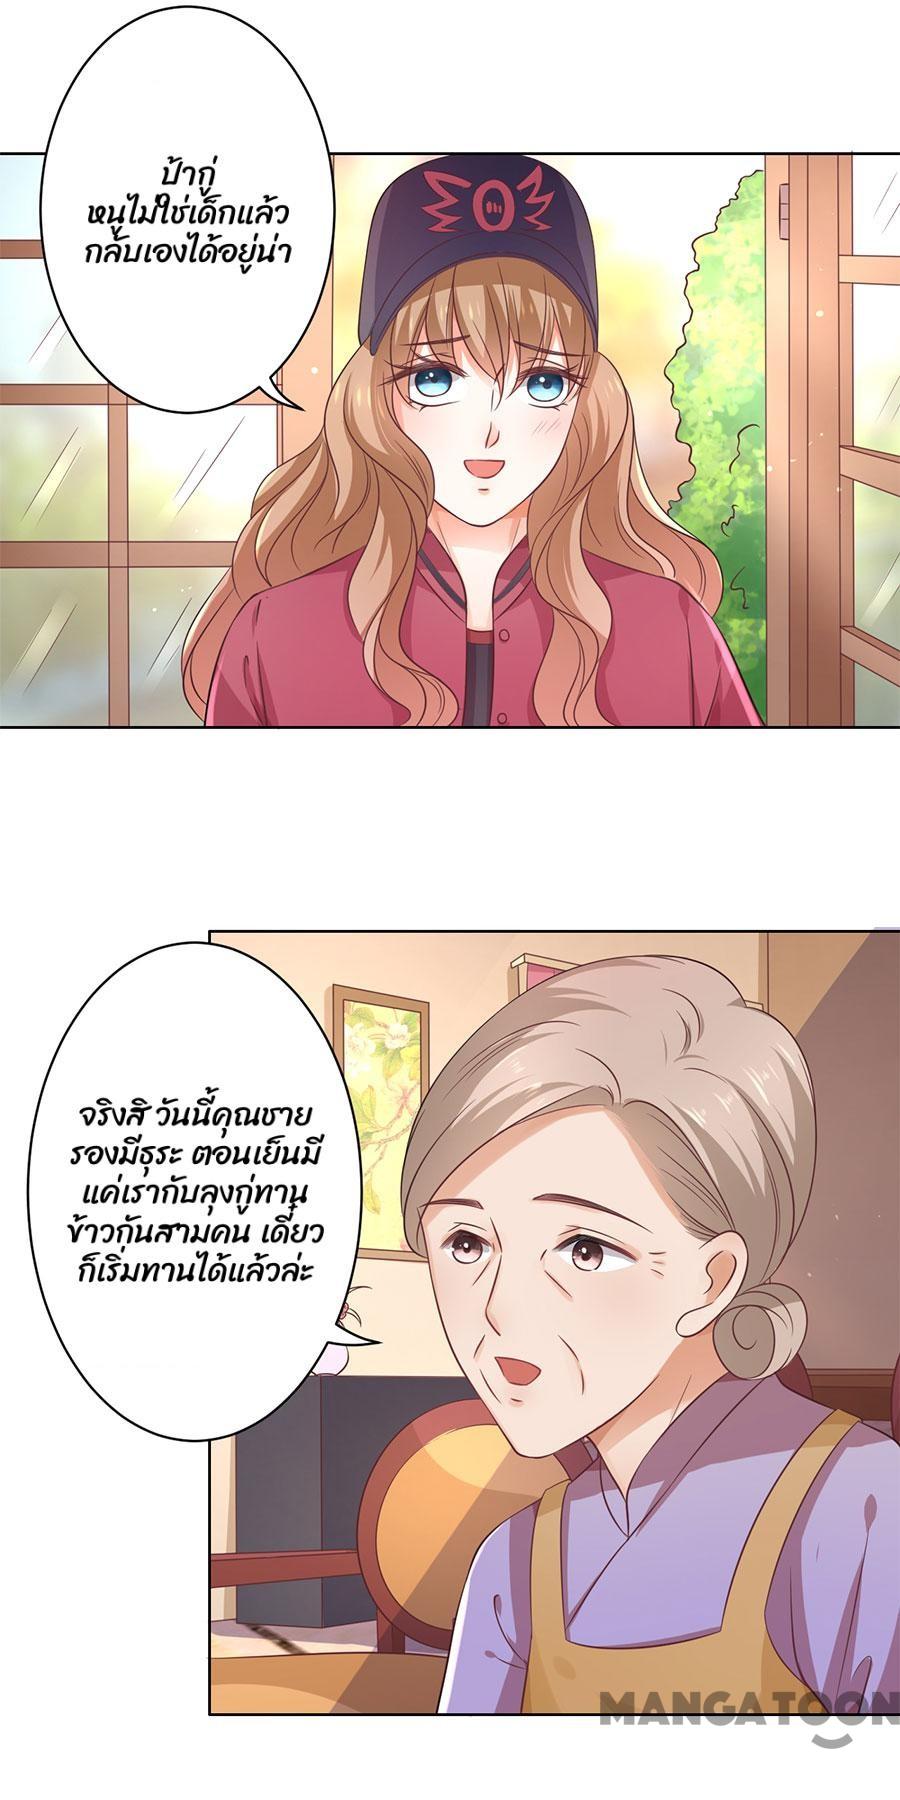 ป้ากู่
หนูไม่ใช่เด็กแล้ว
กลับเองได้อยู่น่า
จริงสิ วันนี้คุณชาย
รองมีธุระ ตอนเย็นมี
แค่เรากับลุงกู่ทาน
ข้าวกันสามคน เดี๋ยว
ก็เริ่มทานได้แล้วล่ะ
MANGATOON